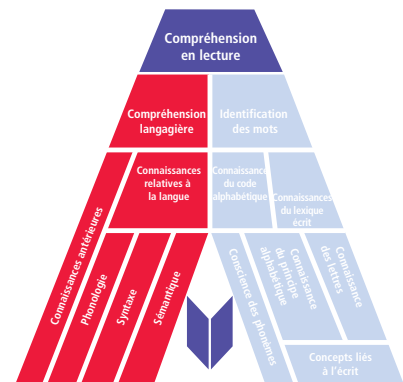 Compréhension
en lecture
Compréhension
langagière
Identification
des mots
Connaissances
relatives à
la langue
Connaissance
du code
alphabétique
Connaissances
du lexique
écrit
Connaissances antérieures
Phonologie
Syntaxe
Sémantique
Conscience des phonèmes
Connaissance
du principe
alphabétique
Connaissance
des lettres
Concepts liés
à l'écrit